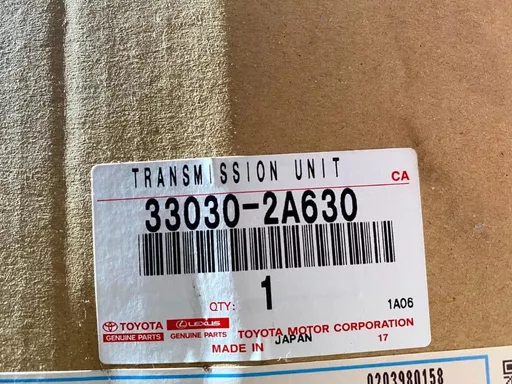 TRANSMISSION UNIT
CA
33030-2A630
QTY: 1
1A06
TOYOTA GENUINE PARTS
LEXUS GENUINE PARTS
TOYOTA MOTOR CORPORATION
MADE IN JAPAN 17
0203980158